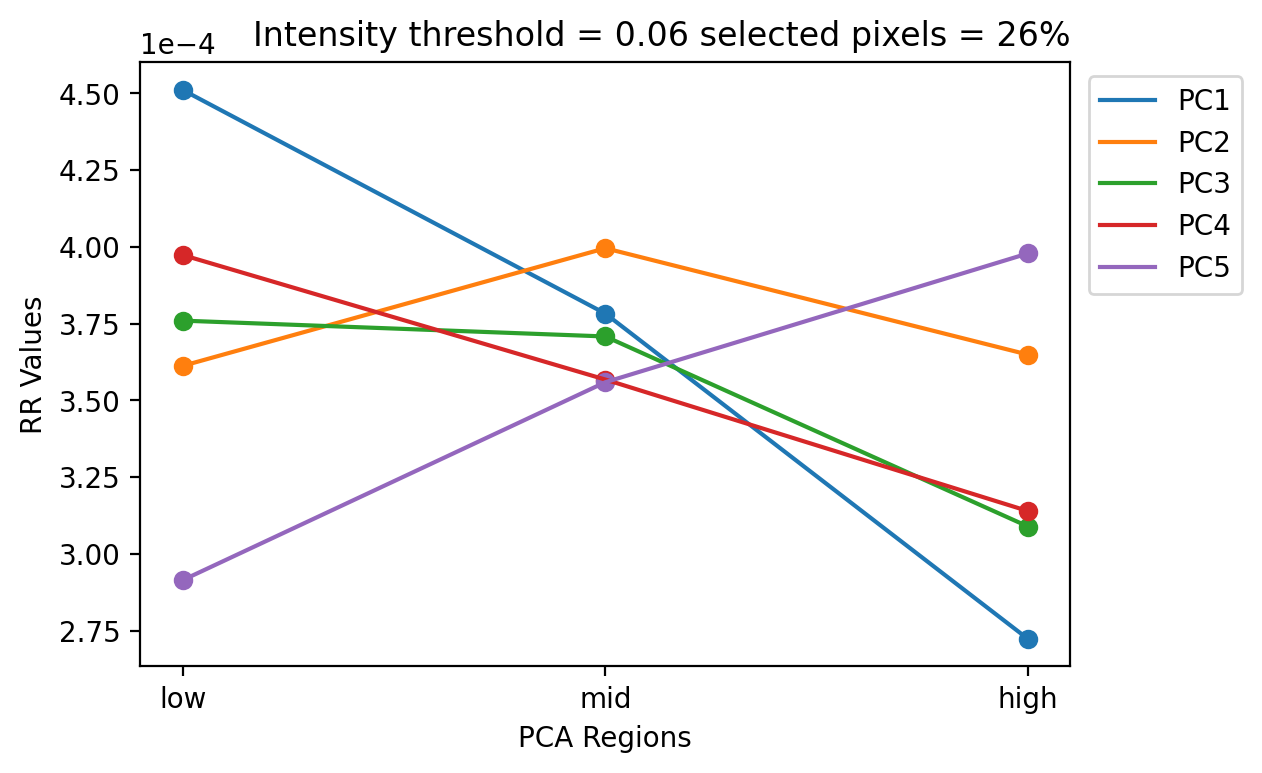 Intensity threshold = 0.06 selected pixels = 26%
1e−4
4.50
4.25
4.00
3.75
3.50
3.25
3.00
2.75
RR Values
low
mid
high
PCA Regions
PC1
PC2
PC3
PC4
PC5